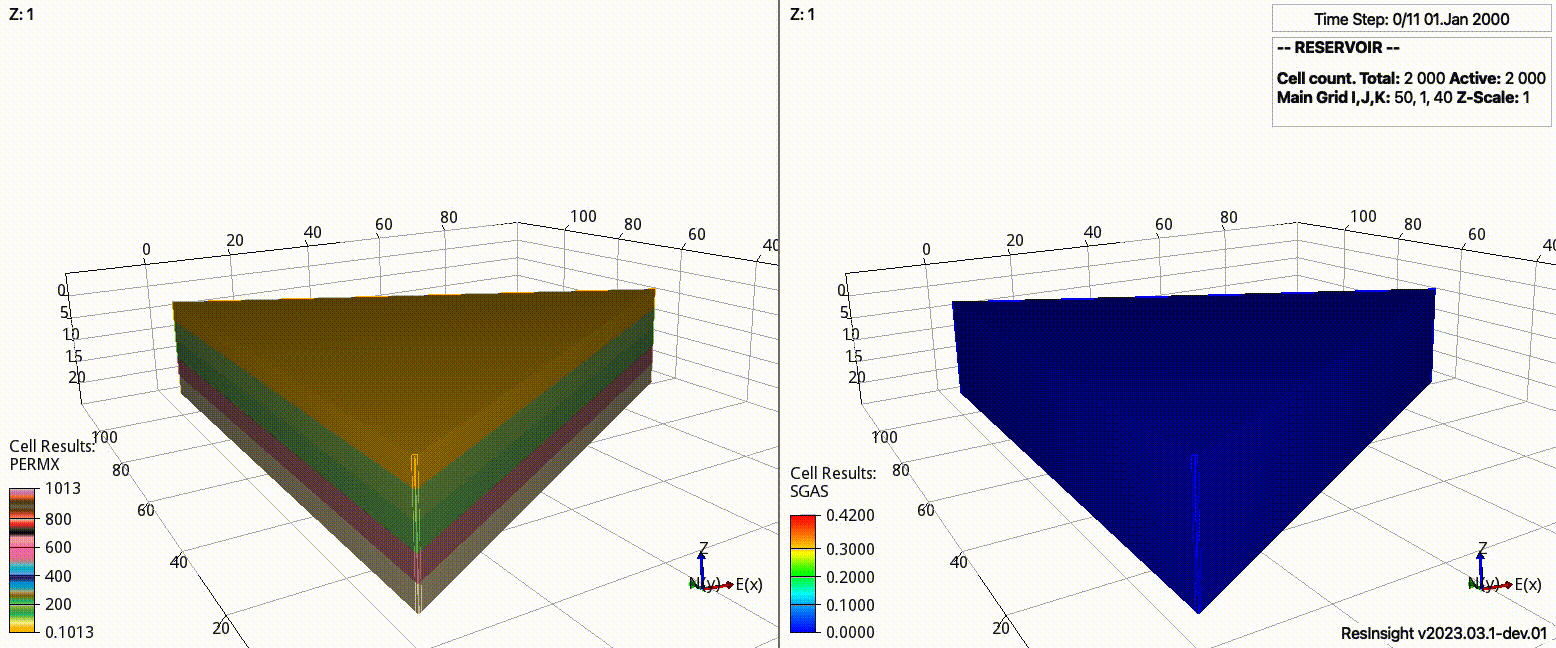 Z: 1
0
20
40
60
80
100
80
60
40
0
5
10
15
20
100
80
60
40
20
Cell Results:
PERMX
1013
800
600
400
200
0.1013
Z
N(y)
E(x)
Z: 1
Time Step: 0/11 01.Jan 2000
-- RESERVOIR --
Cell count. Total: 2 000 Active: 2 000
Main Grid I,J,K: 50, 1, 40 Z-Scale: 1
0
20
40
60
80
100
80
60
40
0
5
10
15
20
100
80
60
40
20
Cell Results:
SGAS
0.4200
0.3000
0.2000
0.1000
0.0000
Z
N(y)
E(x)
ResInsight v2023.03.1-dev.01